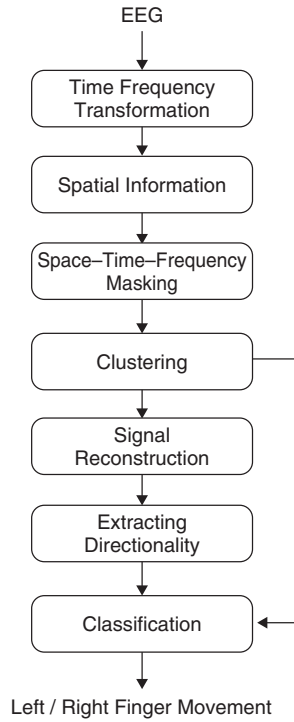 EEG
Time Frequency
Transformation
Spatial Information
Space–Time–Frequency
Masking
Clustering
Signal
Reconstruction
Extracting
Directionality
Classification
Left / Right Finger Movement